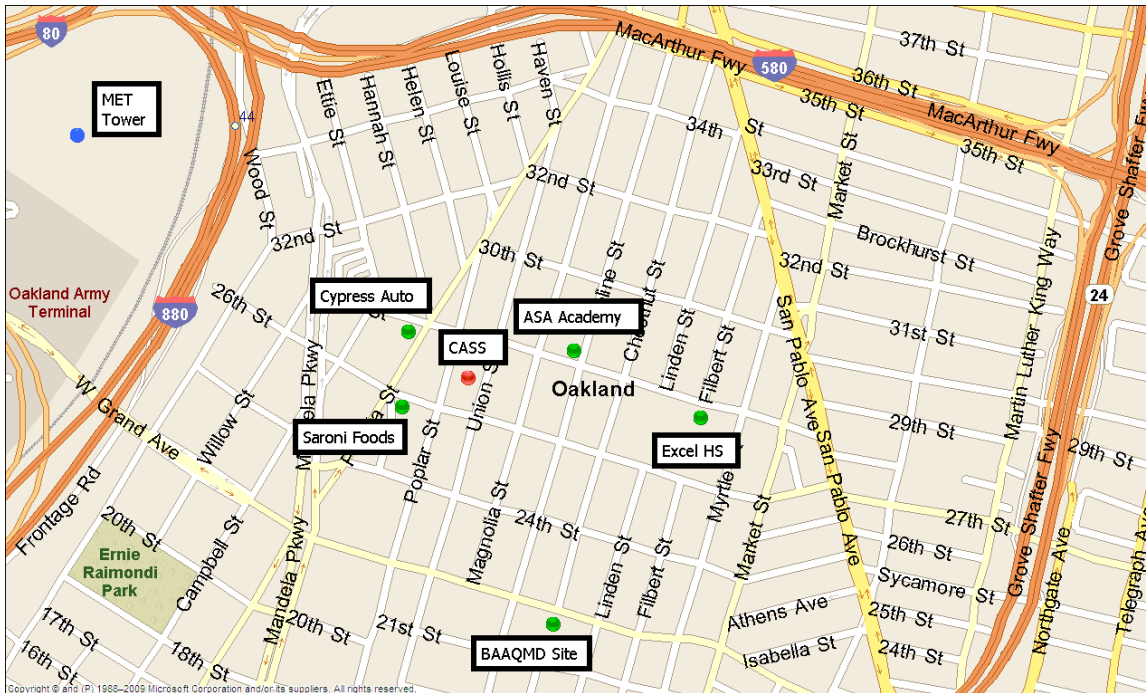 80
MacArthur Fwy
580
37th St
36th St
35th St
MacArthur Fwy
35th St
Grove Shafter Fwy
MET
Tower
44
Ettie St
Hannah St
Helen St
Louise St
Hollis St
Haven St
34th St
33rd St
Market St
Wood St
32nd St
32nd St
Brockhurst St
32nd St
30th St
24
Oakland Army
Terminal
880
26th St
Cypress Auto
ASA Academy
CASS
Chestnut St
Linden St
Filbert St
San Pablo Ave
31st St
Martin Luther King Way
Oakland
Union St
Mandela Pkwy
W Grand Ave
Willow St
Saroni Foods
Poplar St
Excel HS
29th St
29th St
San Pablo Ave
Frontage Rd
Magnolia St
24th St
Myrtle St
Market St
27th St
26th St
Grove Shafter Fwy
20th St
Ernie
Raimondi
Park
Campbell St
Mandela Pkwy
Linden St
Filbert St
Sycamore St
Athens Ave
25th St
Northgate Ave
Telegraph Ave
20th St
21st St
BAAQMD Site
Isabella St
24th St
17th St
18th St
16th St
Copyright © and (P) 1988–2009 Microsoft Corporation and/or its suppliers. All rights reserved.